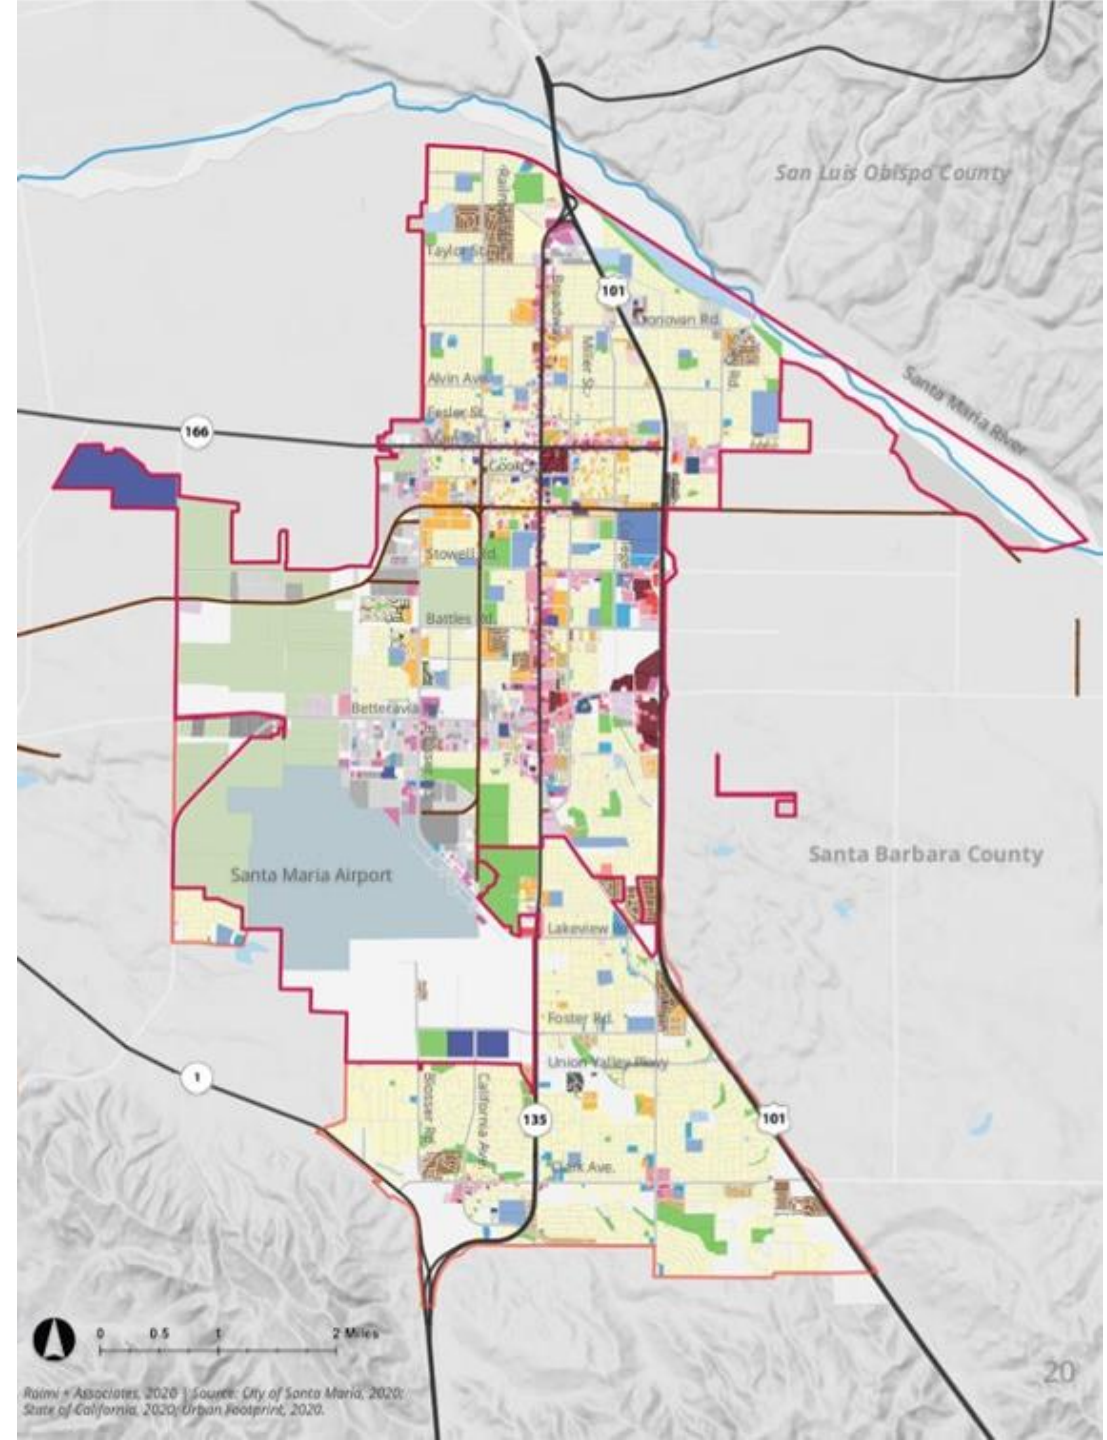 San Luis Obispo County
Taylor St.
Broadway
101
Donovan Rd.
Miller St.
Rd.
Alvin Ave.
Fesler St.
Santa Maria River
166
Cook
Stowell Rd.
College
Battles Rd.
Betteravia
Santa Maria Airport
Santa Barbara County
Lakeview
Foster Rd.
Union Valley Pkwy
1
Blosser Rd.
California Ave.
135
101
Clark Ave.
0 0.5 1 2 Miles
20
Raimi + Associates, 2020 | Source: City of Santa Maria, 2020;
State of California, 2020; Urban Footprint, 2020.